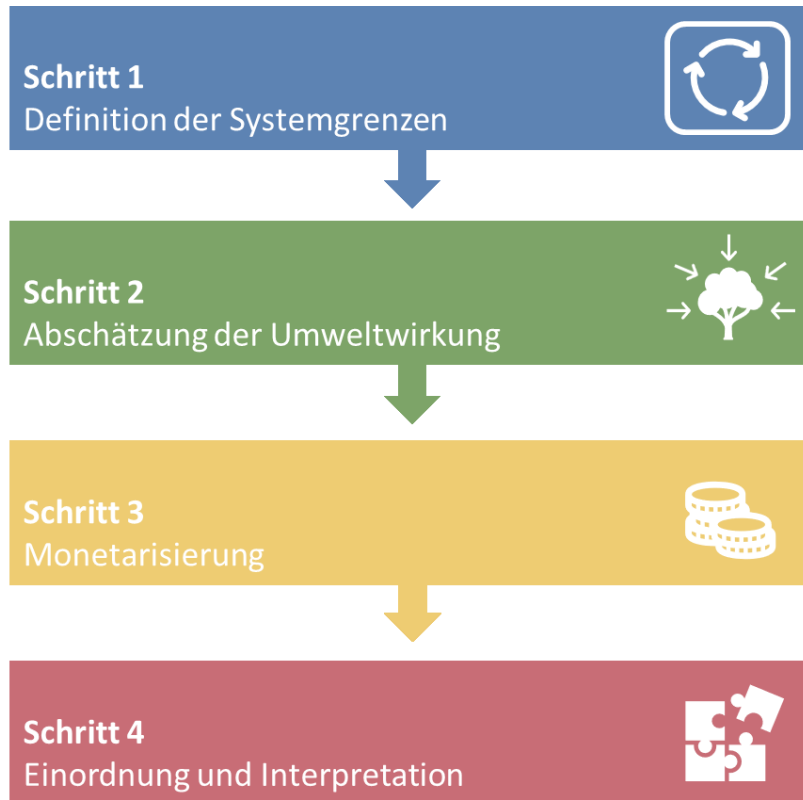 Schritt 1
Definition der Systemgrenzen
Schritt 2
Abschätzung der Umweltwirkung
Schritt 3
Monetarisierung
Schritt 4
Einordnung und Interpretation